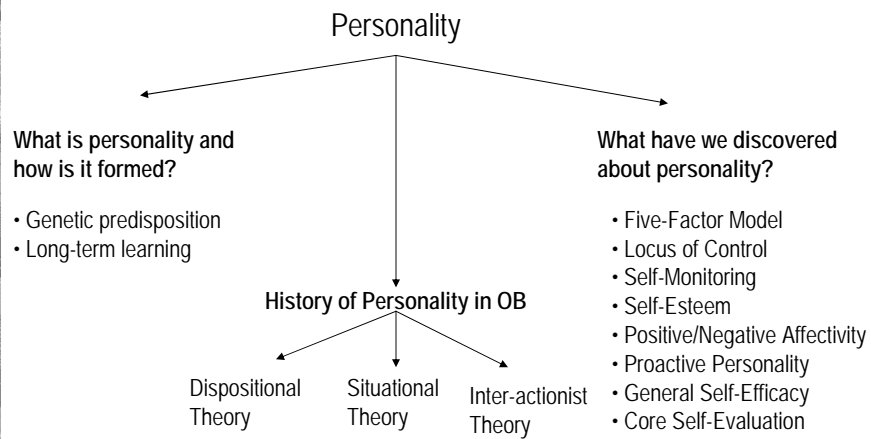 Personality
What is personality and
how is it formed?
• Genetic predisposition
• Long-term learning
History of Personality in OB
Dispositional
Theory
Situational
Theory
Inter-actionist
Theory
What have we discovered
about personality?
• Five-Factor Model
• Locus of Control
• Self-Monitoring
• Self-Esteem
• Positive/Negative Affectivity
• Proactive Personality
• General Self-Efficacy
• Core Self-Evaluation